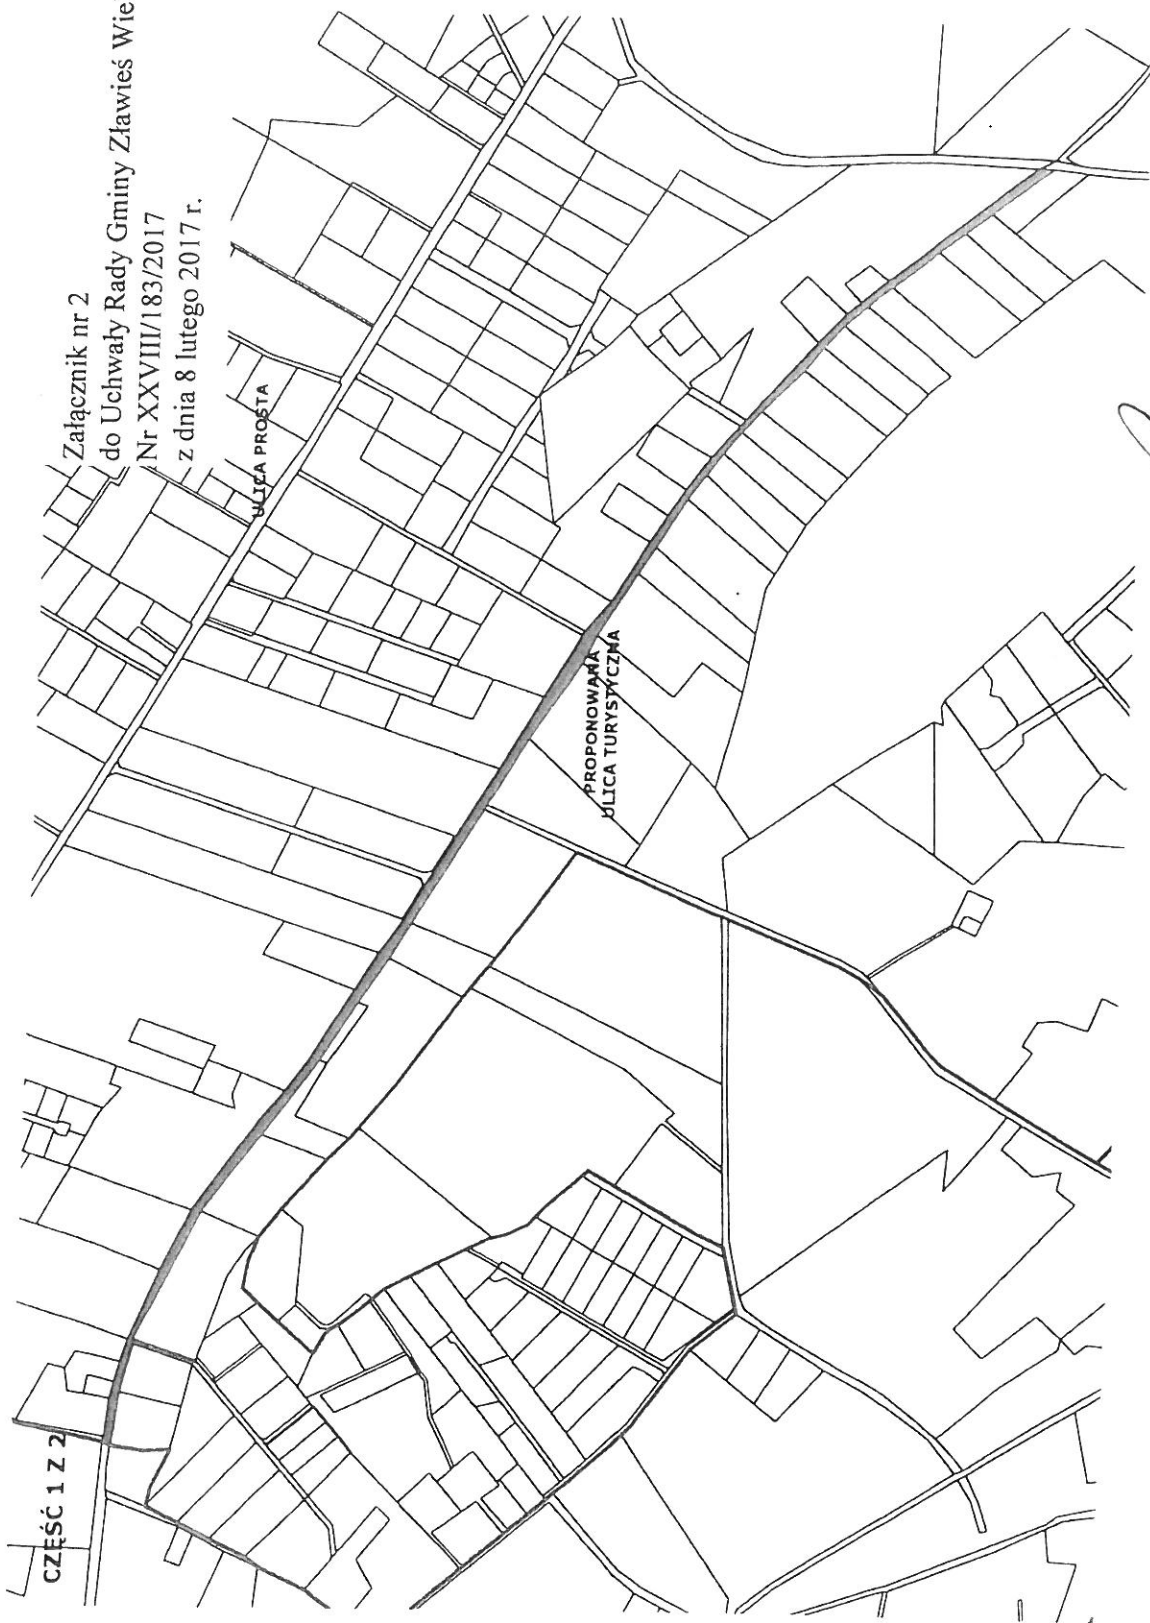 Załącznik nr 2
do Uchwały Rady Gminy Zławieś Wie
Nr XXVIII/183/2017
z dnia 8 lutego 2017 r.
ULICA PROSTA
PROPONOWANA
ULICA TURYSTYCZNA
CZĘŚĆ 1 Z 2